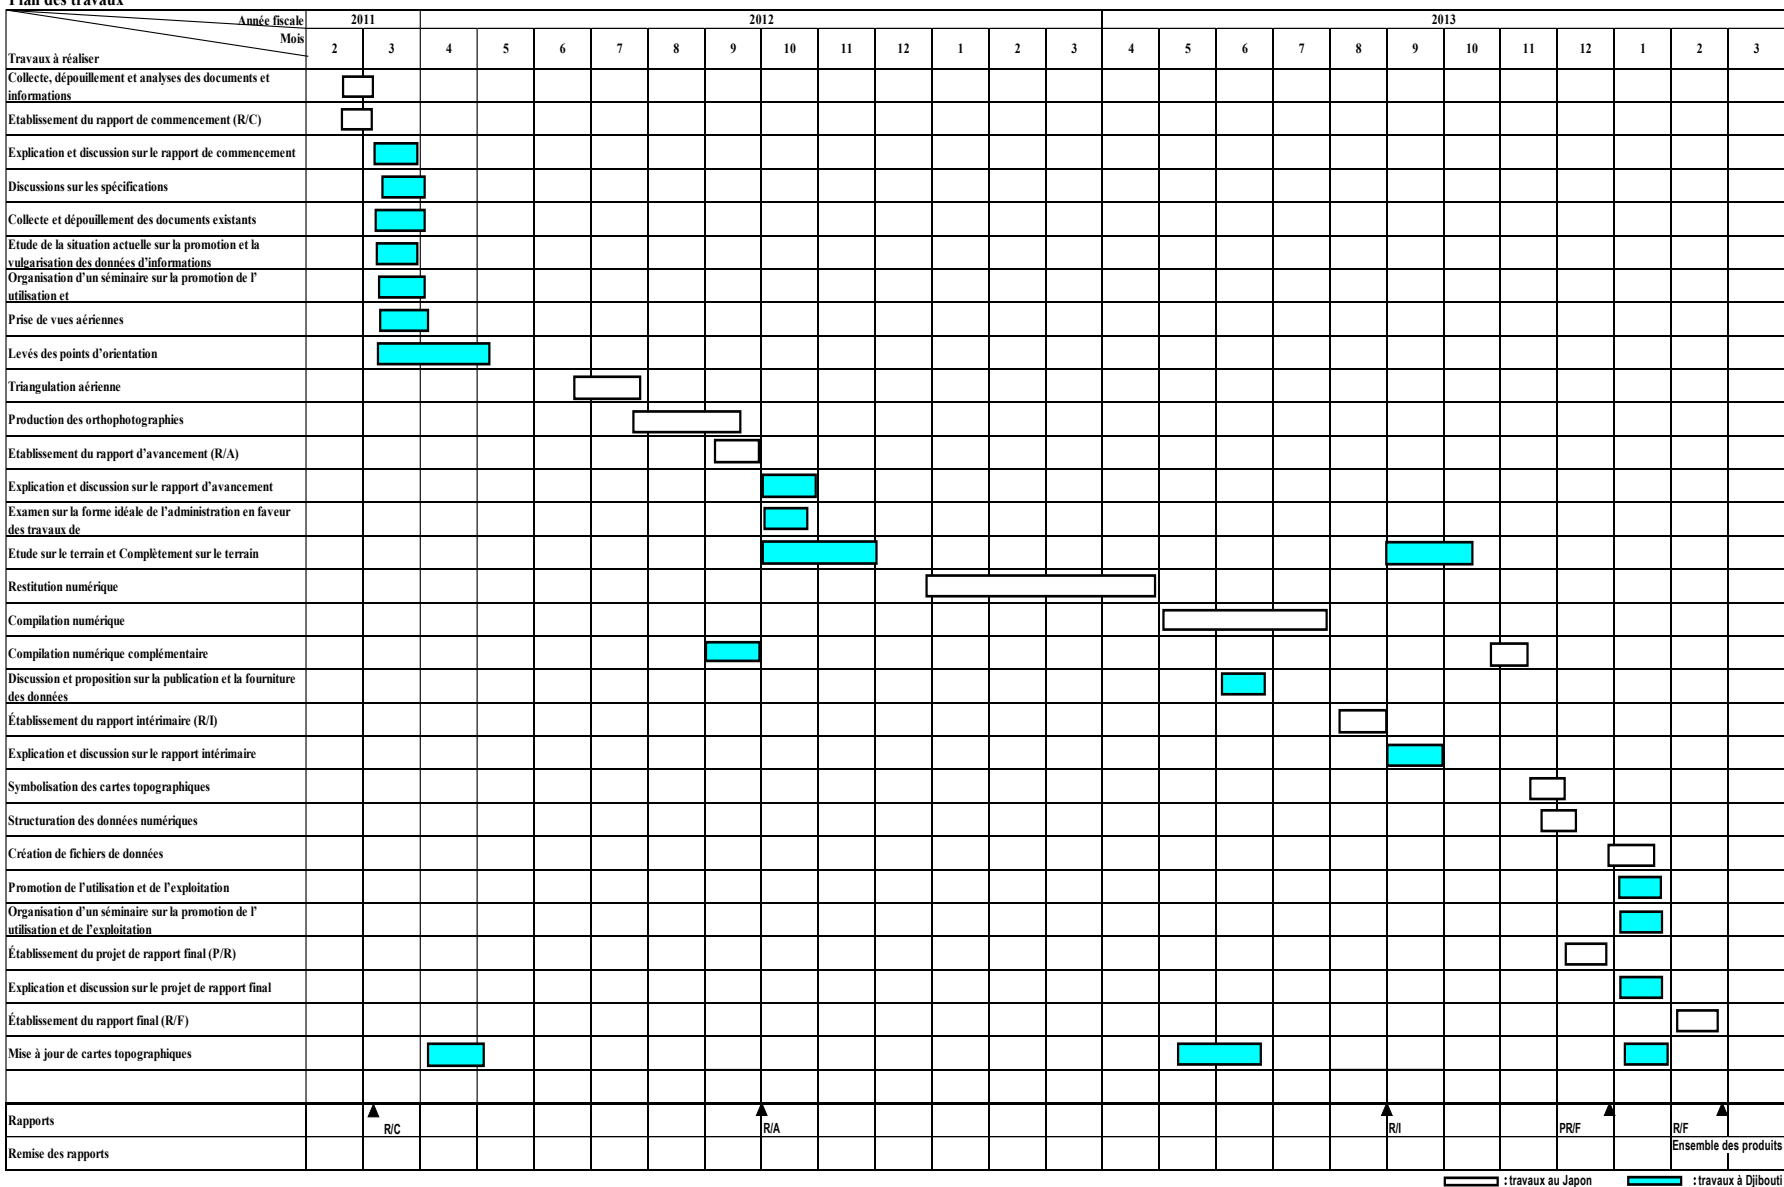 Plan des travaux
Année fiscale 2011 2012 2013
Mois
2 3 4 5 6 7 8 9 10 11 12 1 2 3 4 5 6 7 8 9 10 11 12 1 2 3
Travaux à réaliser
Collecte, dépouillement et analyses des documents et
informations
Etablissement du rapport de commencement (R/C)
Explication et discussion sur le rapport de commencement
Discussions sur les spécifications
Collecte et dépouillement des documents existants
Etude de la situation actuelle sur la promotion et la
vulgarisation des données d'informations
Organisation d'un séminaire sur la promotion de l'
utilisation et
Prise de vues aériennes
Levés des points d'orientation
Triangulation aérienne
Production des orthophotographies
Etablissement du rapport d'avancement (R/A)
Explication et discussion sur le rapport d'avancement
Examen sur la forme idéale de l'administration en faveur
des travaux de
Etude sur le terrain et Complètement sur le terrain
Restitution numérique
Compilation numérique
Compilation numérique complémentaire
Discussion et proposition sur la publication et la fourniture
des données
Établissement du rapport intérimaire (R/I)
Explication et discussion sur le rapport intérimaire
Symbolisation des cartes topographiques
Structuration des données numériques
Création de fichiers de données
Promotion de l'utilisation et de l'exploitation
Organisation d'un séminaire sur la promotion de l'
utilisation et de l'exploitation
Établissement du projet de rapport final (P/R)
Explication et discussion sur le projet de rapport final
Établissement du rapport final (R/F)
Mise à jour de cartes topographiques
Rapports
R/C R/A R/I PR/F R/F
Remise des rapports
Ensemble des produits
: travaux au Japon : travaux à Djibouti